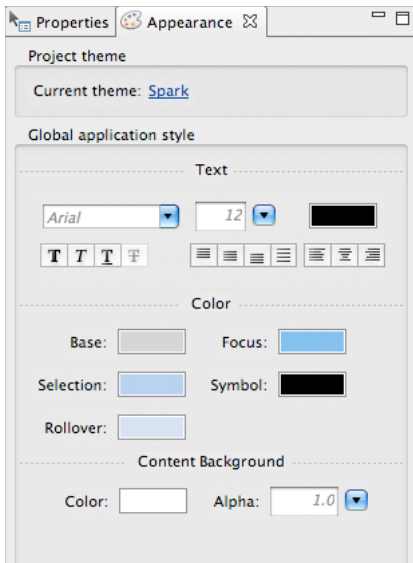 Properties Appearance
Project theme
Current theme: Spark
Global application style
Text
Arial 12
T T T T
Color
Base: Focus:
Selection: Symbol:
Rollover:
Content Background
Color: Alpha: 1.0